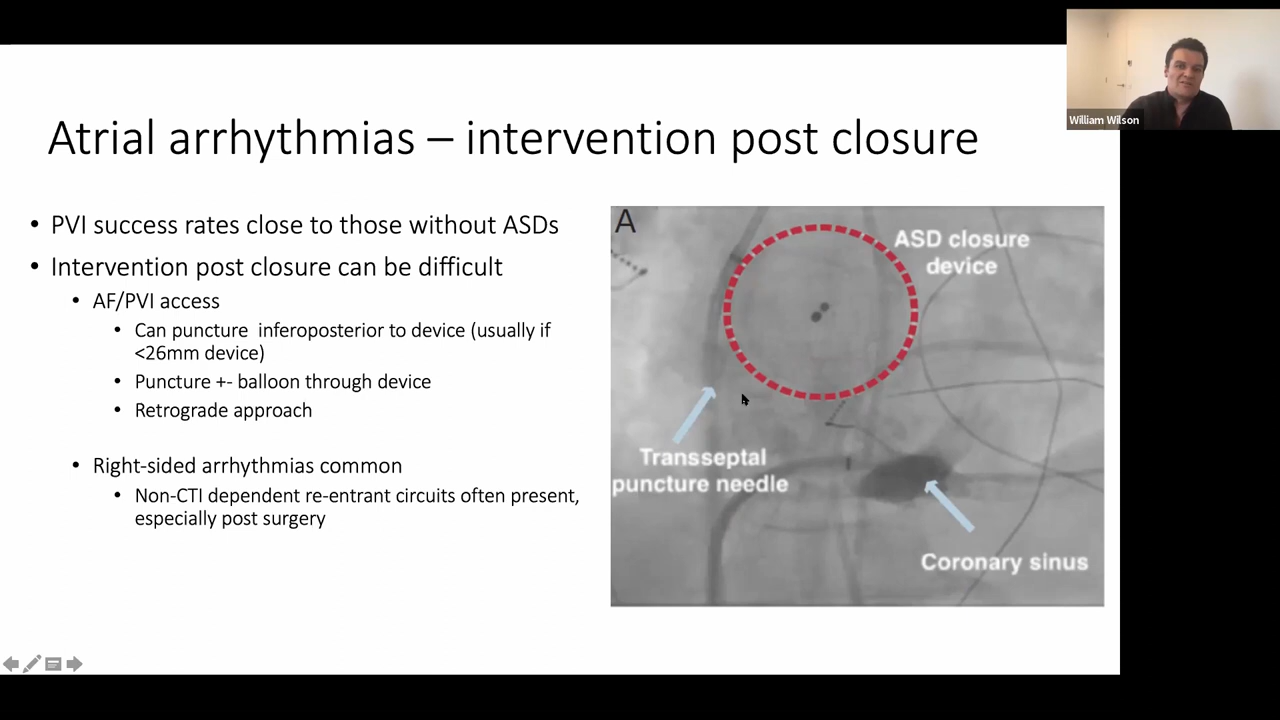 William Wilson
Atrial arrhythmias – intervention post closure
• PVI success rates close to those without ASDs
• Intervention post closure can be difficult
• AF/PVI access
• Can puncture  inferoposterior to device (usually if
<26mm device)
• Puncture +- balloon through device
• Retrograde approach
• Right-sided arrhythmias common
• Non-CTI dependent re-entrant circuits often present,
especially post surgery
A
ASD closure
device
Transseptal
puncture needle
Coronary sinus